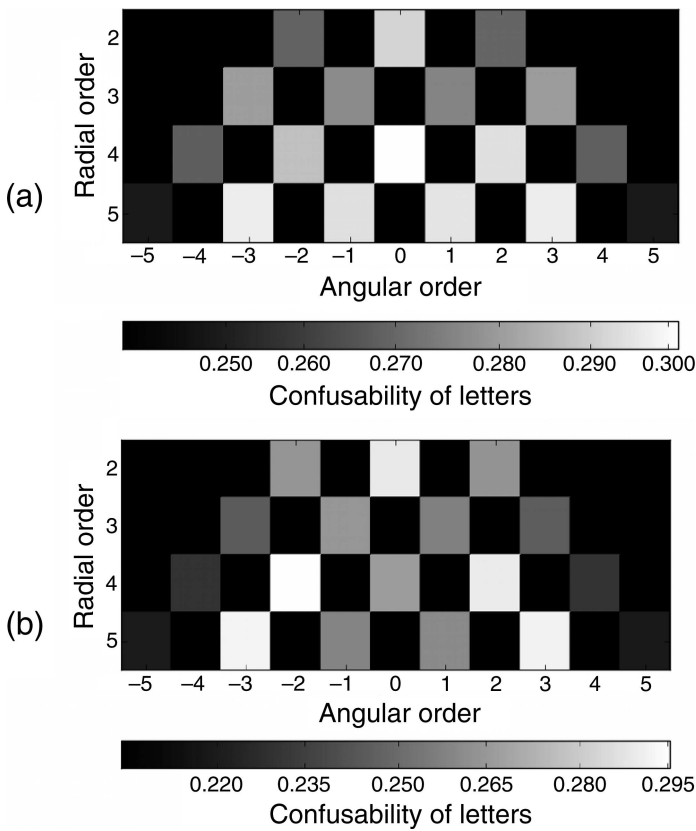 (a)
Radial order
2
3
4
5
–5 –4 –3 –2 –1 0 1 2 3 4 5
Angular order
0.250 0.260 0.270 0.280 0.290 0.300
Confusability of letters
(b)
Radial order
2
3
4
5
–5 –4 –3 –2 –1 0 1 2 3 4 5
Angular order
0.220 0.235 0.250 0.265 0.280 0.295
Confusability of letters